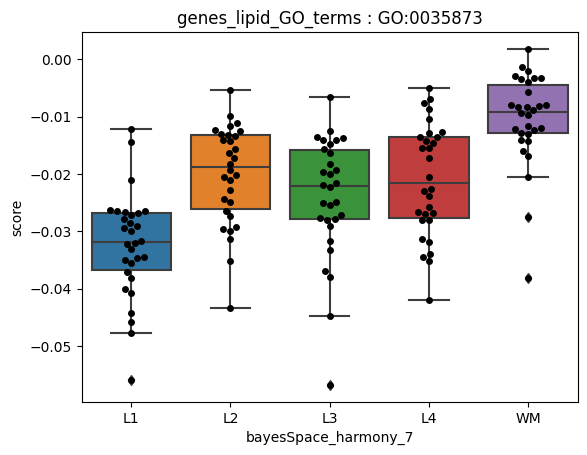 genes_lipid_GO_terms : GO:0035873
0.00
−0.01
−0.02
−0.03
−0.04
−0.05
score
L1 L2 L3 L4 WM
bayesSpace_harmony_7